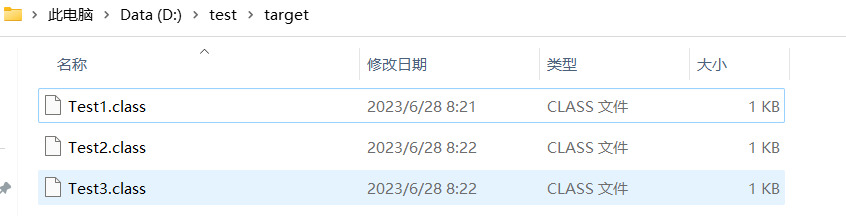 此电脑 > Data (D:) > test > target
名称 修改日期 类型 大小
Test1.class 2023/6/28 8:21 CLASS 文件 1 KB
Test2.class 2023/6/28 8:22 CLASS 文件 1 KB
Test3.class 2023/6/28 8:22 CLASS 文件 1 KB